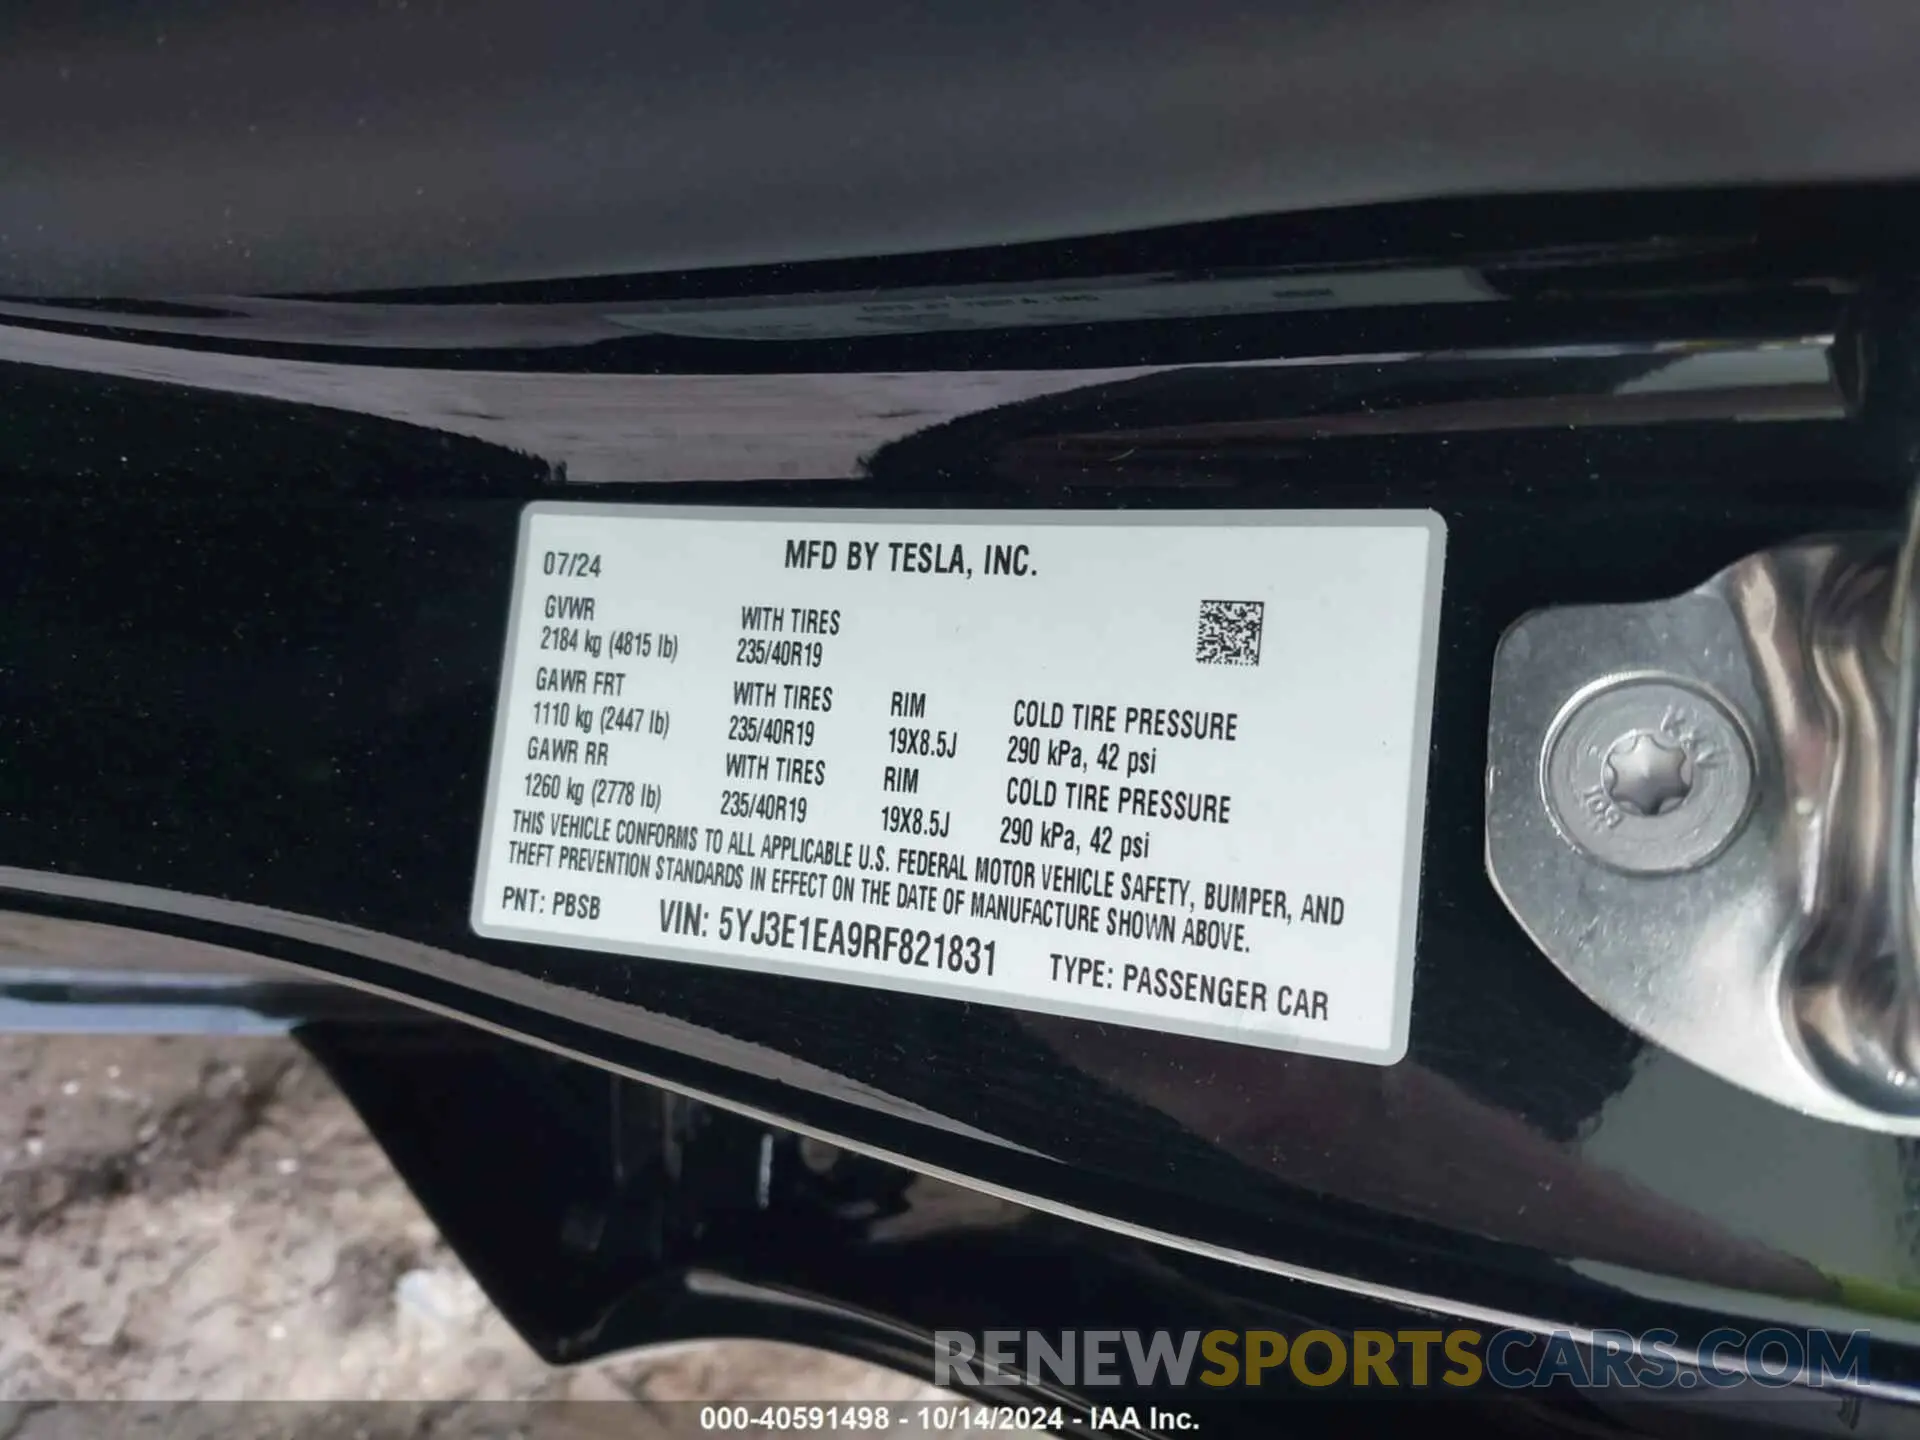 07/24
MFD BY TESLA, INC.
GVWR
2184 kg (4815 lb)
WITH TIRES
235/40R19
GAWR FRT
1110 kg (2447 lb)
WITH TIRES
235/40R19
RIM
19X8.5J
COLD TIRE PRESSURE
290 kPa, 42 psi
GAWR RR
1260 kg (2778 lb)
WITH TIRES
235/40R19
RIM
19X8.5J
COLD TIRE PRESSURE
290 kPa, 42 psi
THIS VEHICLE CONFORMS TO ALL APPLICABLE U.S. FEDERAL MOTOR VEHICLE SAFETY, BUMPER, AND
THEFT PREVENTION STANDARDS IN EFFECT ON THE DATE OF MANUFACTURE SHOWN ABOVE.
PNT: PBSB
VIN: 5YJ3E1EA9RF821831
TYPE: PASSENGER CAR
RENEWSPORTSCARS.COM
000-40591498 - 10/14/2024 - IAA Inc.